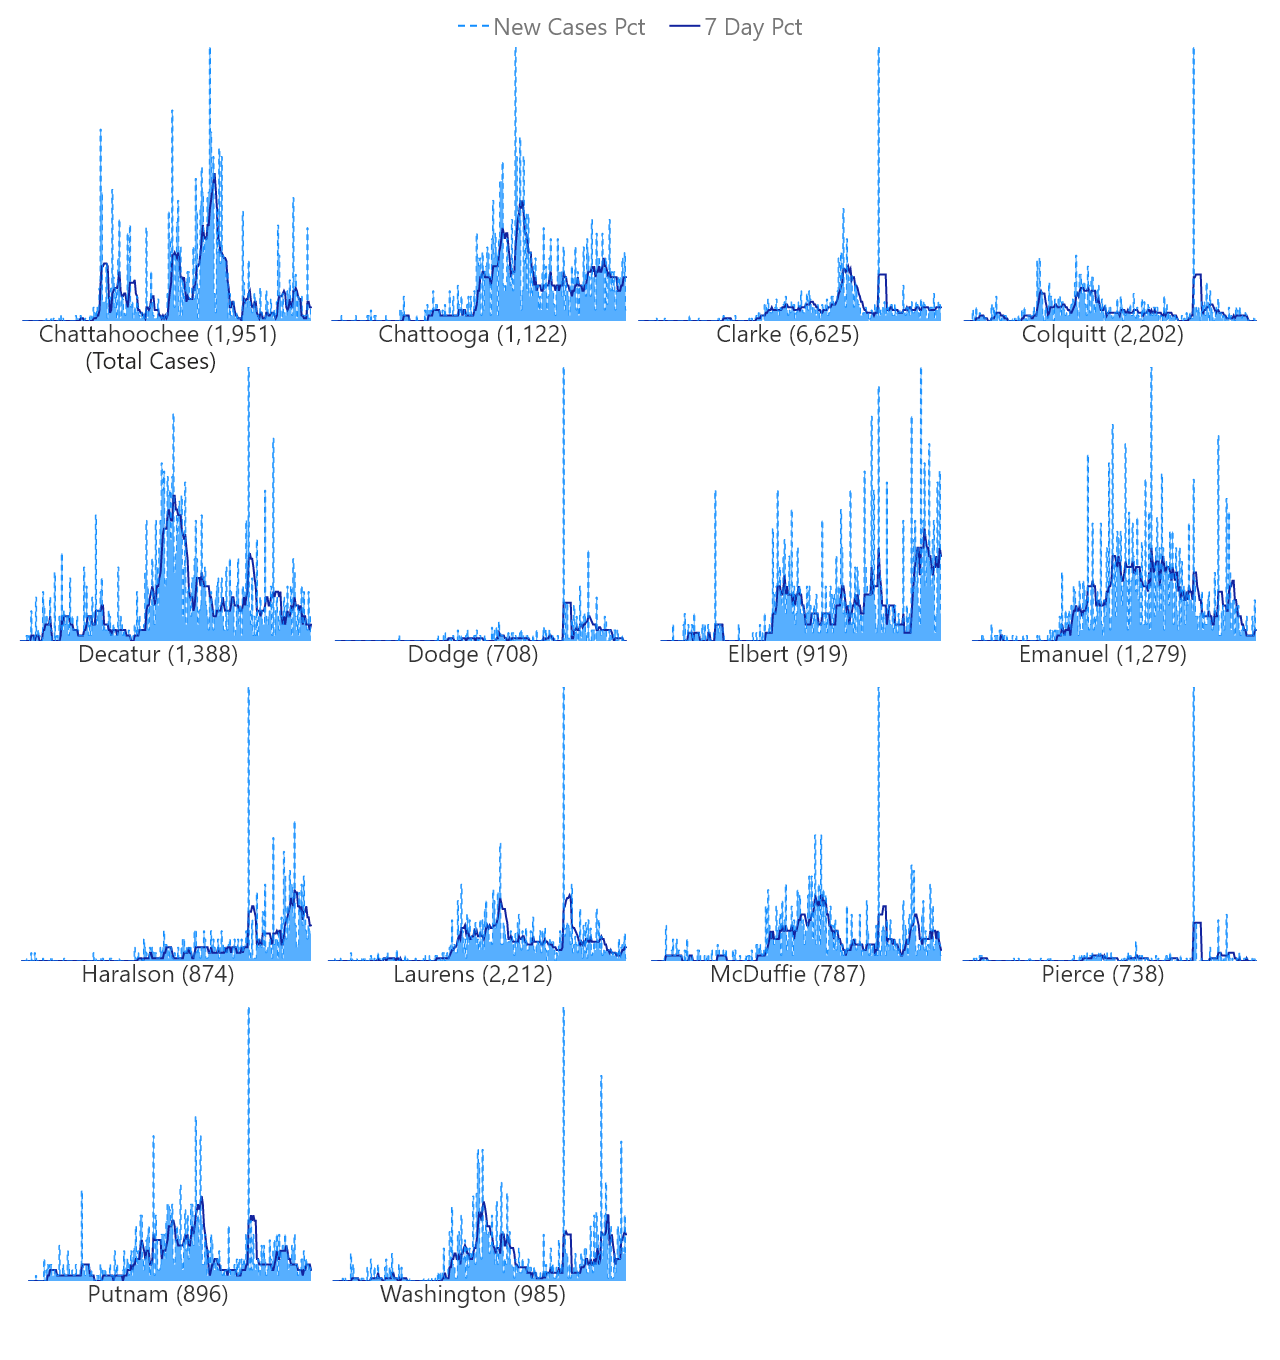 New Cases Pct 7 Day Pct
Chattahoochee (1,951) Chattooga (1,122) Clarke (6,625) Colquitt (2,202)
(Total Cases)
Decatur (1,388) Dodge (708) Elbert (919) Emanuel (1,279)
Haralson (874) Laurens (2,212) McDuffie (787) Pierce (738)
Putnam (896) Washington (985)